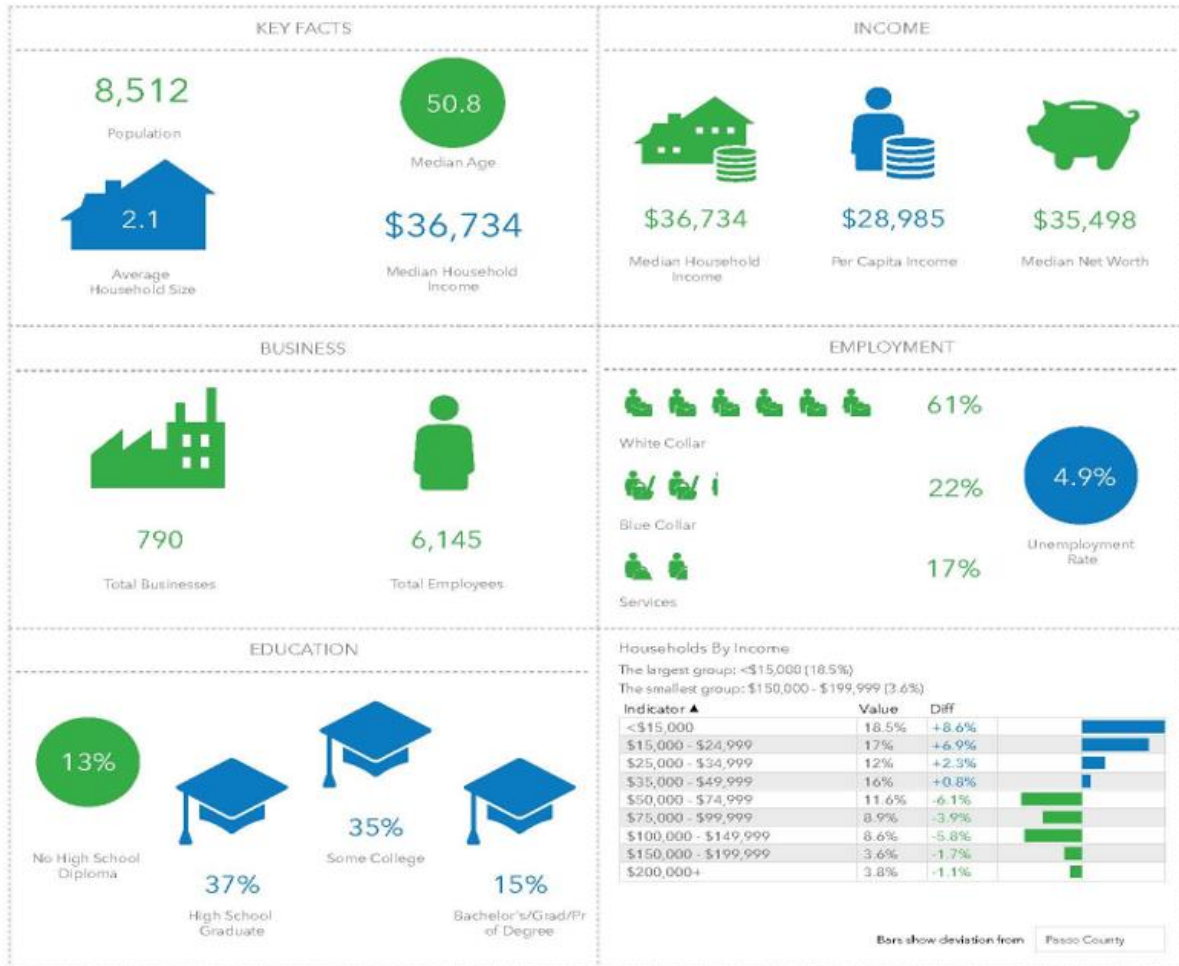 KEY FACTS
8,512
Population
50.8
Median Age
2.1
Average
Household Size
$36,734
Median Household
Income
INCOME
$36,734
Median Household
Income
$28,985
Per Capita Income
$35,498
Median Net Worth
BUSINESS
790
Total Businesses
6,145
Total Employees
EMPLOYMENT
61%
White Collar
22%
Blue Collar
17%
Services
4.9%
Unemployment
Rate
EDUCATION
13%
No High School
Diploma
37%
High School
Graduate
35%
Some College
15%
Bachelor's/Grad/Pr
of Degree
Households By Income
The largest group: <$15,000 (18.5%)
The smallest group: $150,000 - $199,999 (3.6%)
Indicator ▲ Value Diff
<$15,000 18.5% +8.6%
$15,000 - $24,999 17% +6.9%
$25,000 - $34,999 12% +2.3%
$35,000 - $49,999 16% +0.8%
$50,000 - $74,999 11.6% -6.1%
$75,000 - $99,999 8.9% -3.9%
$100,000 - $149,999 8.6% -5.8%
$150,000 - $199,999 3.6% -1.7%
$200,000+ 3.8% -1.1%
Bars show deviation from Pasco County